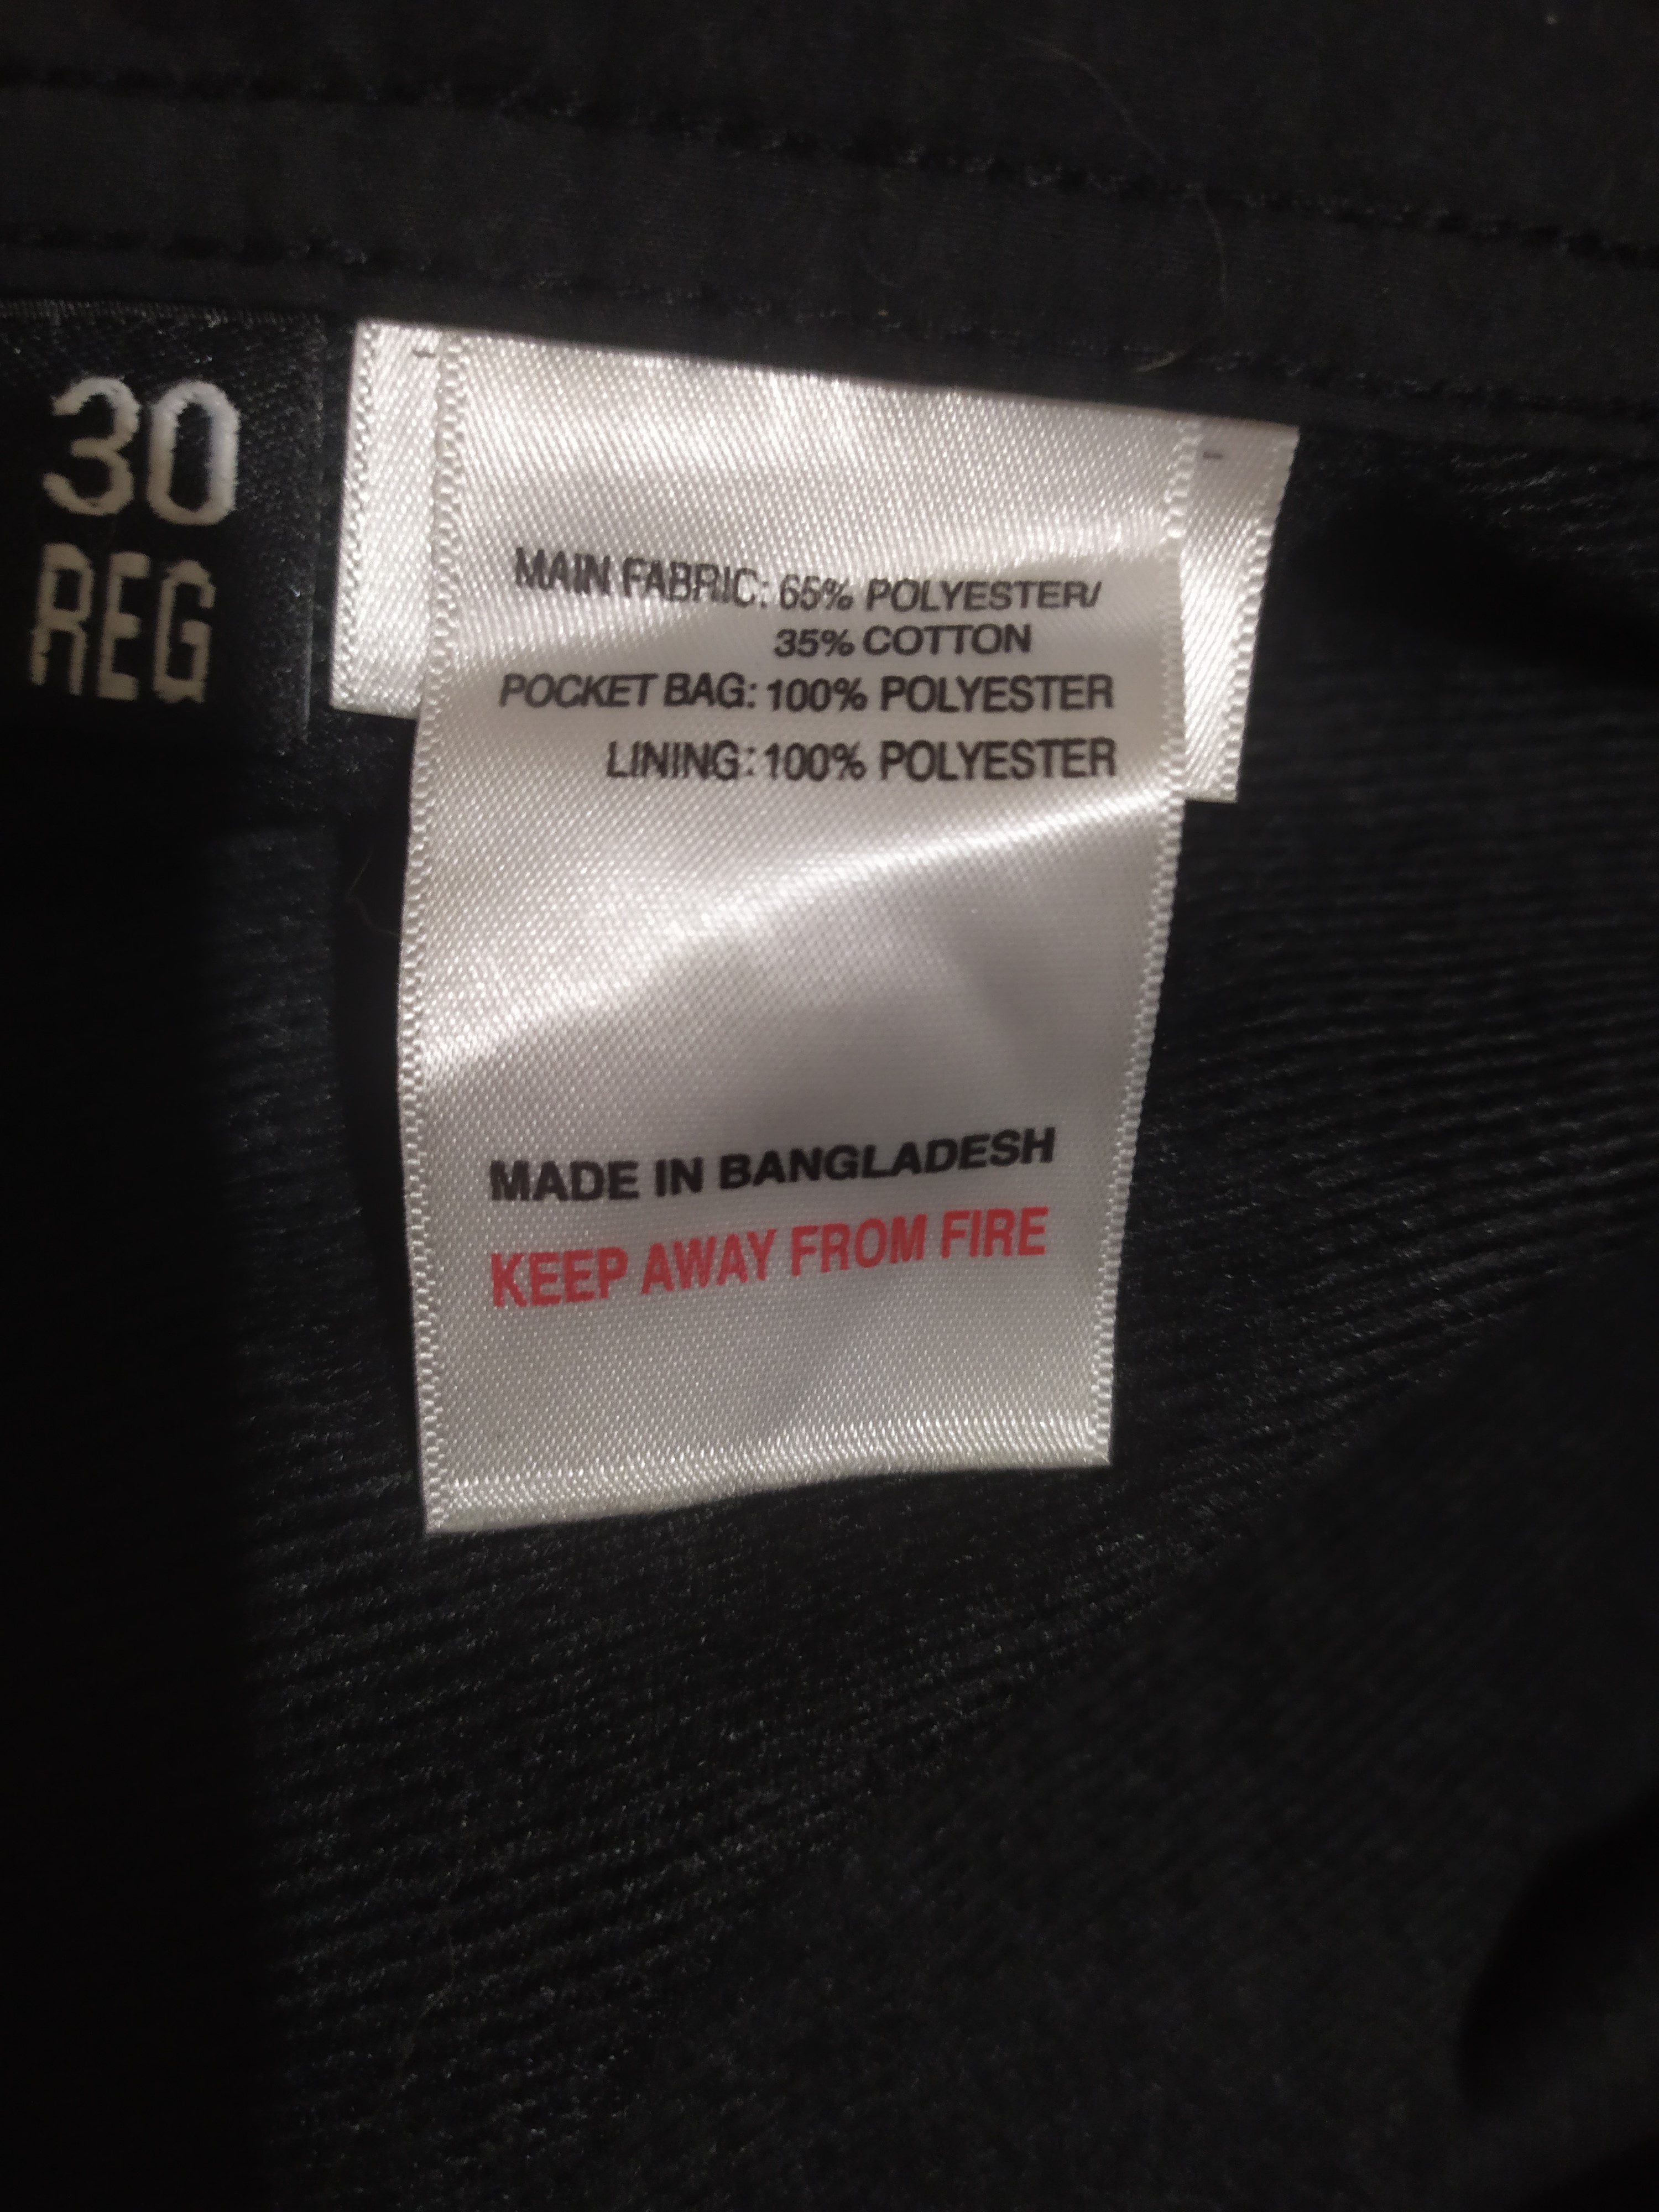 30
REG
MAIN FABRIC: 65% POLYESTER/
35% COTTON
POCKET BAG: 100% POLYESTER
LINING: 100% POLYESTER
MADE IN BANGLADESH
KEEP AWAY FROM FIRE